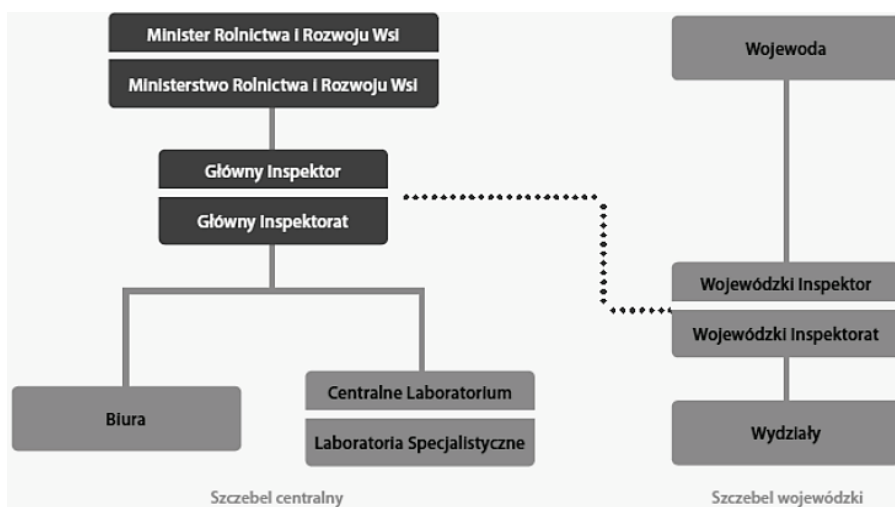 Minister Rolnictwa i Rozwoju Wsi
Ministerstwo Rolnictwa i Rozwoju Wsi
Główny Inspektor
Główny Inspektorat
Biura
Centralne Laboratorium
Laboratoria Specjalistyczne
Szczebel centralny
Wojewoda
Wojewódzki Inspektor
Wojewódzki Inspektorat
Wydziały
Szczebel wojewódzki